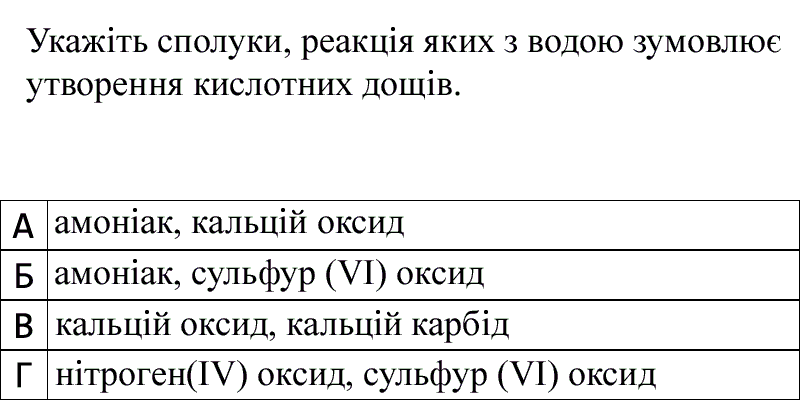 Укажіть сполуки, реакція яких з водою зумовлює
утворення кислотних дощів.
А амоніак, кальцій оксид
Б амоніак, сульфур (VI) оксид
В кальцій оксид, кальцій карбід
Г нітроген(IV) оксид, сульфур (VI) оксид